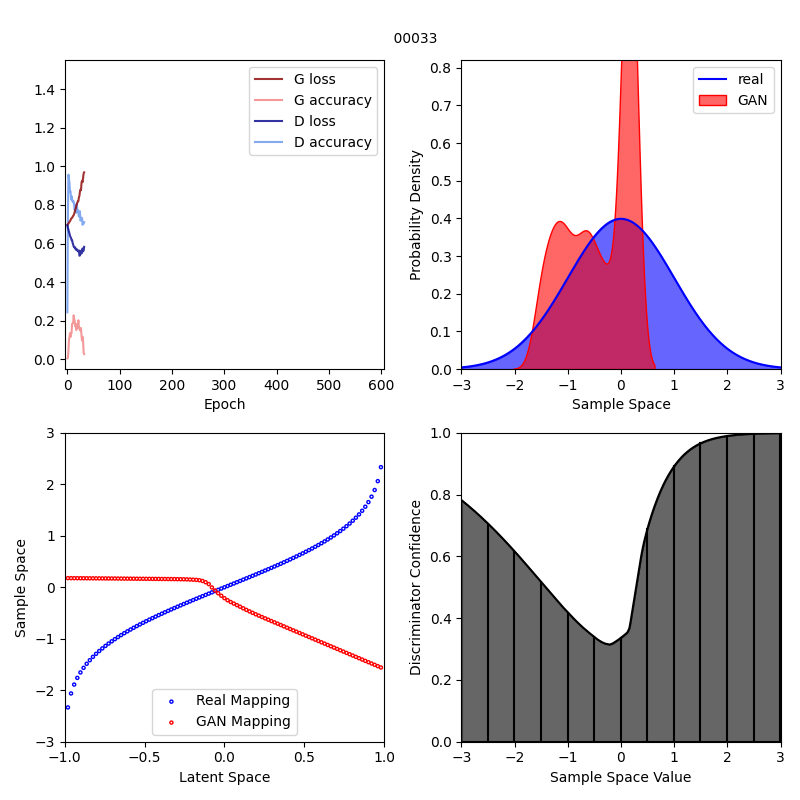 00033
G loss
G accuracy
D loss
D accuracy
1.4
1.2
1.0
0.8
0.6
0.4
0.2
0.0
0 100 200 300 400 500 600
Epoch
real
GAN
Probability Density
0.8
0.7
0.6
0.5
0.4
0.3
0.2
0.1
0.0
−3 −2 −1 0 1 2 3
Sample Space
Sample Space
3
2
1
0
−1
−2
−3
Real Mapping
GAN Mapping
−1.0 −0.5 0.0 0.5 1.0
Latent Space
Discriminator Confidence
1.0
0.8
0.6
0.4
0.2
0.0
−3 −2 −1 0 1 2 3
Sample Space Value